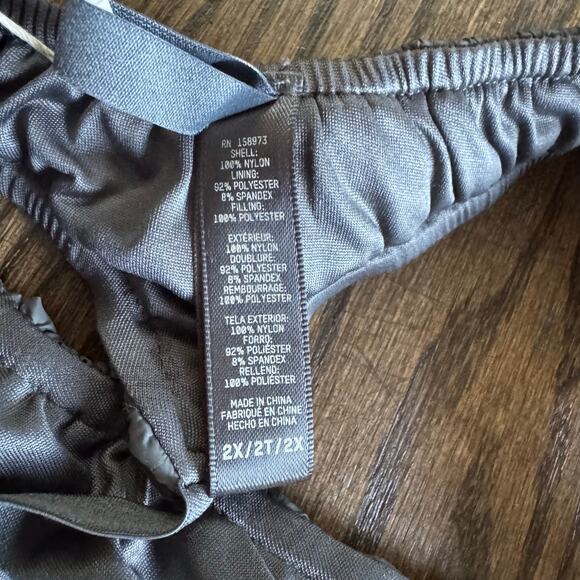 RN 158973
SHELL:
100% NYLON
LINING:
92% POLYESTER
8% SPANDEX
FILLING:
100% POLYESTER
EXTÉRIEUR:
100% NYLON
DOUBLURE:
92% POLYESTER
8% SPANDEX
REMBOURRAGE:
100% POLYESTER
TELA EXTERIOR:
100% NYLON
FORRO:
92% POLIÉSTER
8% SPANDEX
RELLENO:
100% POLIÉSTER
MADE IN CHINA
FABRIQUÉ EN CHINE
HECHO EN CHINA
2X/2T/2X